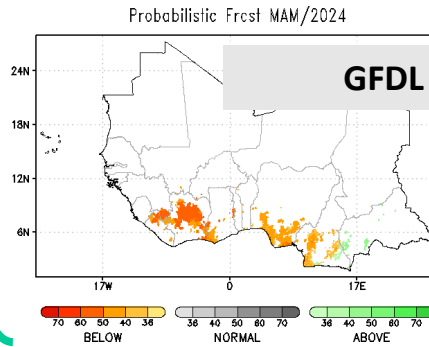 Probabilistic Frcst MAM/2024
GFDL
24N
18N
12N
6N
17W 0 17E
70 60 50 40 36 36 40 50 60 70 36 40 50 60 70
BELOW NORMAL ABOVE